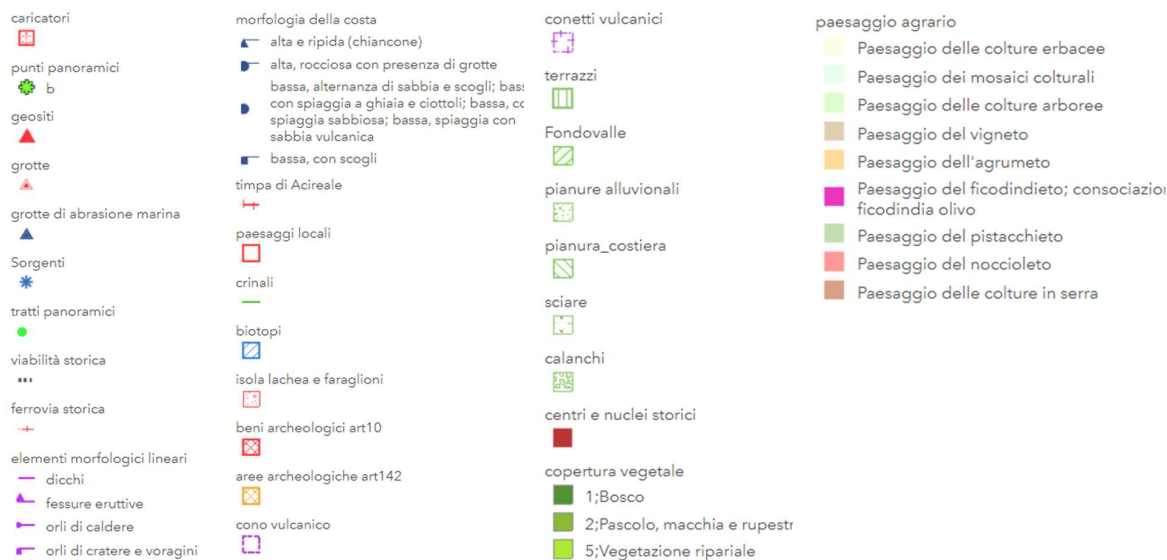 caricatori
punti panoramici
b
geositi
grotte
grotte di abrasione marina
Sorgenti
tratti panoramici
viabilità storica
ferrovia storica
elementi morfologici lineari
dicchi
fessure eruttive
orli di caldere
orli di cratere e voragini
morfologia della costa
alta e ripida (chiancone)
alta, rocciosa con presenza di grotte
bassa, alternanza di sabbia e scogli; bas
con spiaggia a ghiaia e ciottoli; bassa, co
spiaggia sabbiosa; bassa, spiaggia con
sabbia vulcanica
bassa, con scogli
timpa di Acireale
paesaggi locali
crinali
biotopi
isola lachea e faraglioni
beni archeologici art10
aree archeologiche art142
cono vulcanico
conetti vulcanici
terrazzi
Fondovalle
pianure alluvionali
pianura_costiera
sciare
calanchi
centri e nuclei storici
copertura vegetale
1;Bosco
2;Pascolo, macchia e rupestr
5;Vegetazione ripariale
paesaggio agrario
Paesaggio delle colture erbacee
Paesaggio dei mosaici colturali
Paesaggio delle colture arboree
Paesaggio del vigneto
Paesaggio dell'agrumeto
Paesaggio del ficodindieto; consociazion
ficodindia olivo
Paesaggio del pistacchieto
Paesaggio del noccioleto
Paesaggio delle colture in serra